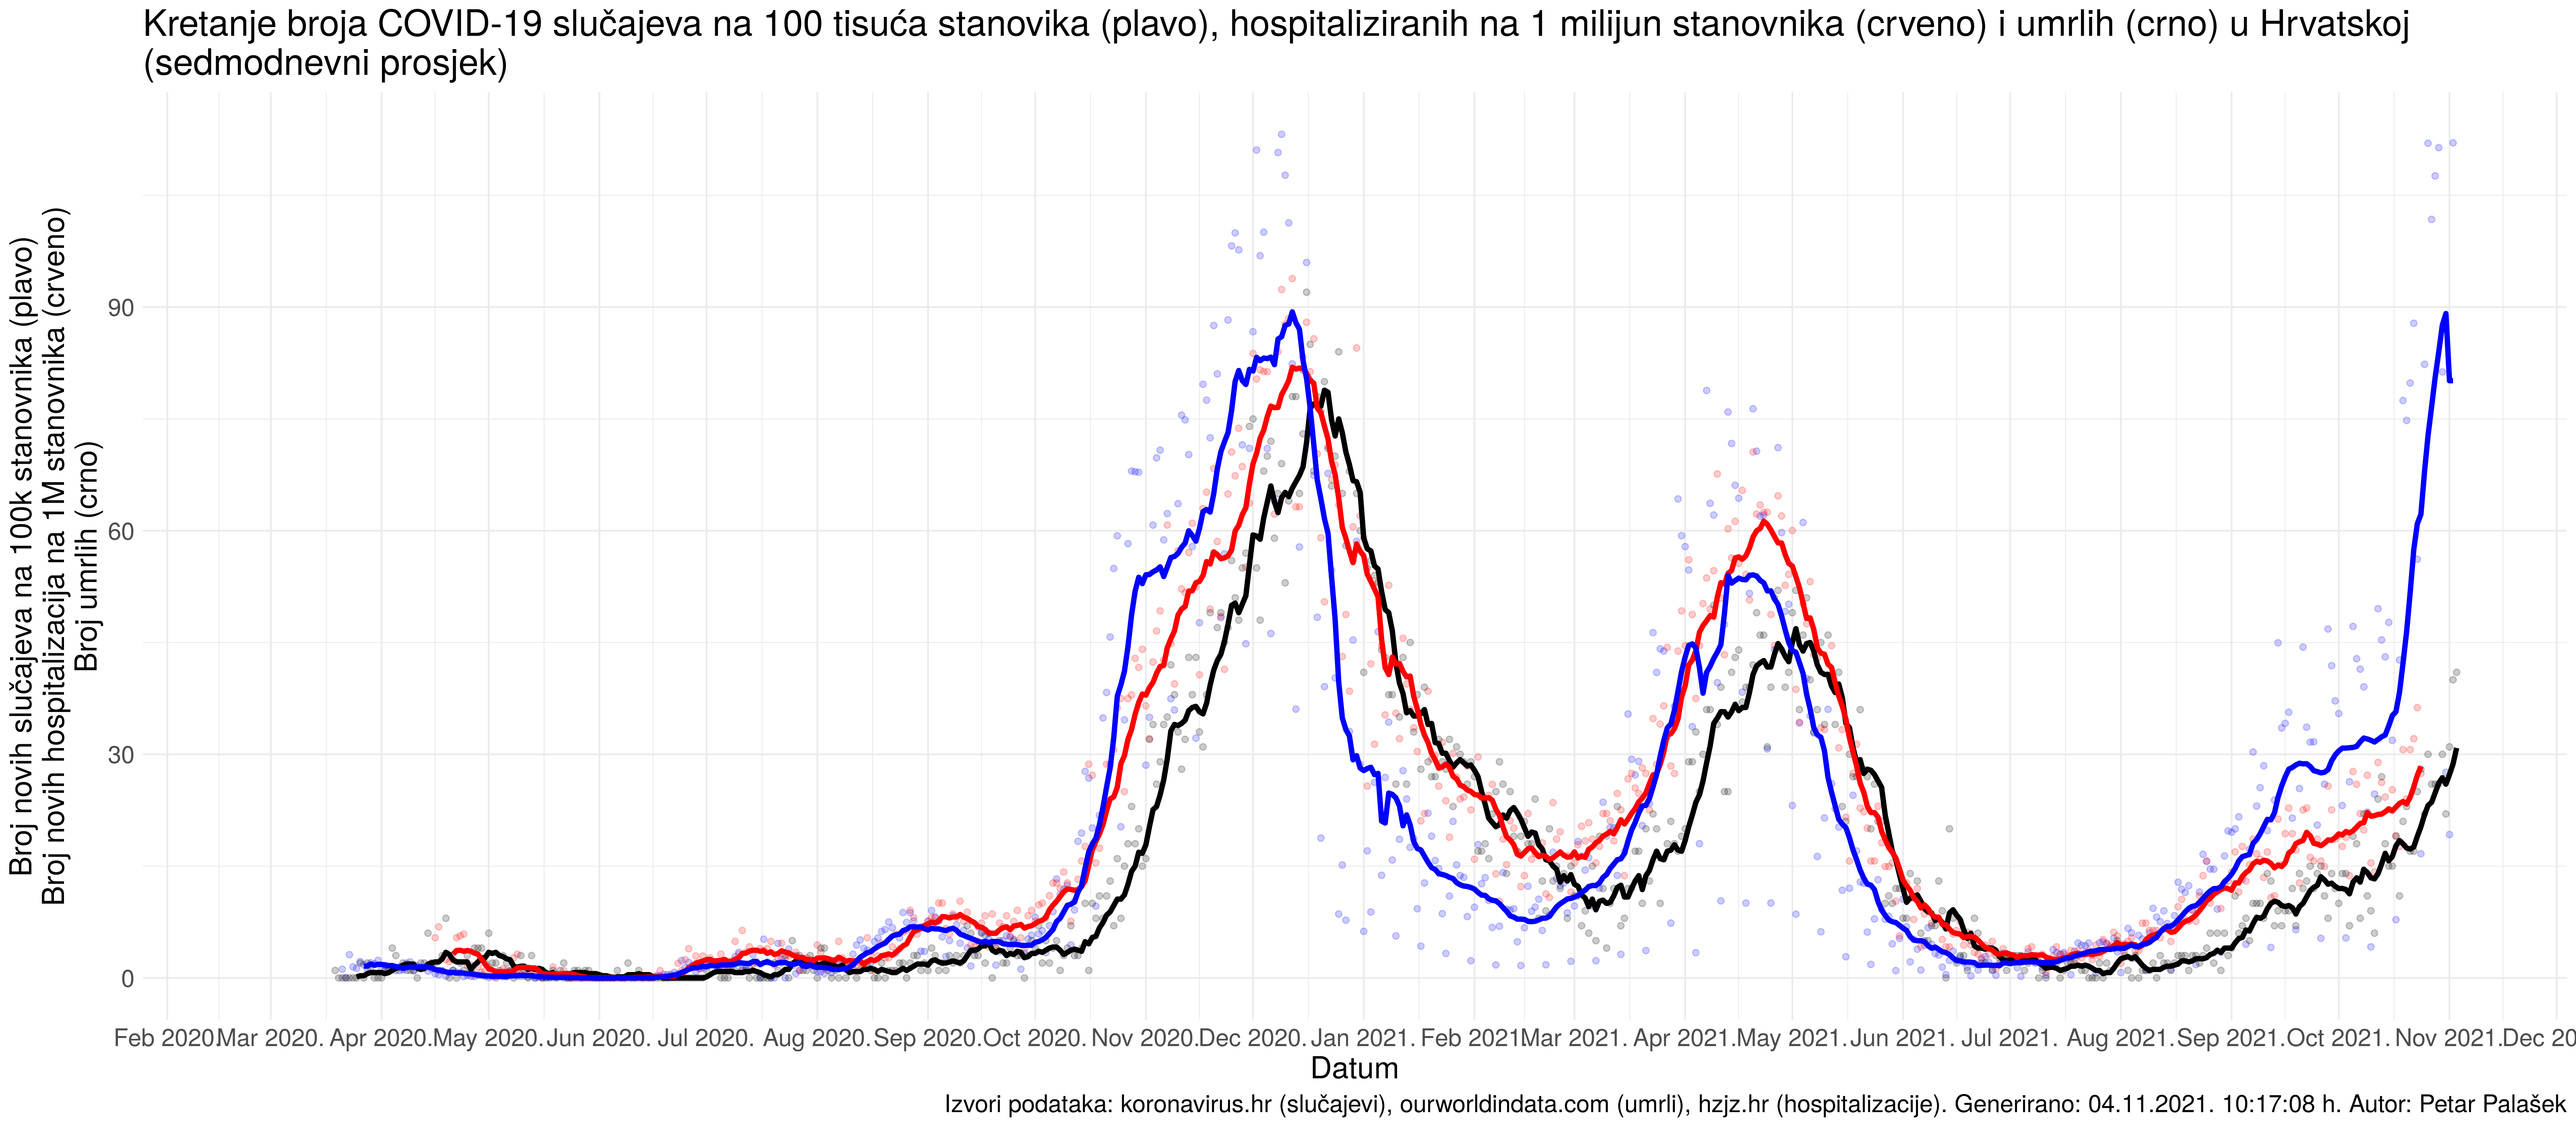 Kretanje broja COVID-19 slučajeva na 100 tisuća stanovika (plavo), hospitaliziranih na 1 milijun stanovnika (crveno) i umrlih (crno) u Hrvatskoj
(sedmodnevni prosjek)
Broj novih slučajeva na 100k stanovnika (plavo)
Broj novih hospitalizacija na 1M stanovnika (crveno)
Broj umrlih (crno)
90
60
30
0
Feb 2020. Mar 2020. Apr 2020. May 2020. Jun 2020. Jul 2020. Aug 2020. Sep 2020. Oct 2020. Nov 2020. Dec 2020. Jan 2021. Feb 2021. Mar 2021. Apr 2021. May 2021. Jun 2021. Jul 2021. Aug 2021. Sep 2021. Oct 2021. Nov 2021. Dec 20
Datum
Izvori podataka: koronavirus.hr (slučajevi), ourworldindata.com (umrli), hzjz.hr (hospitalizacije). Generirano: 04.11.2021. 10:17:08 h. Autor: Petar Palašek